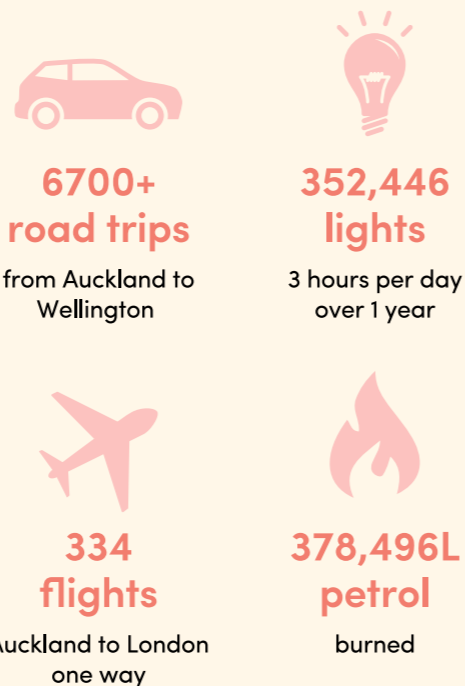 6700+
road trips
from Auckland to
Wellington
352,446
lights
3 hours per day
over 1 year
334
flights
Auckland to London
one way
378,496L
petrol
burned